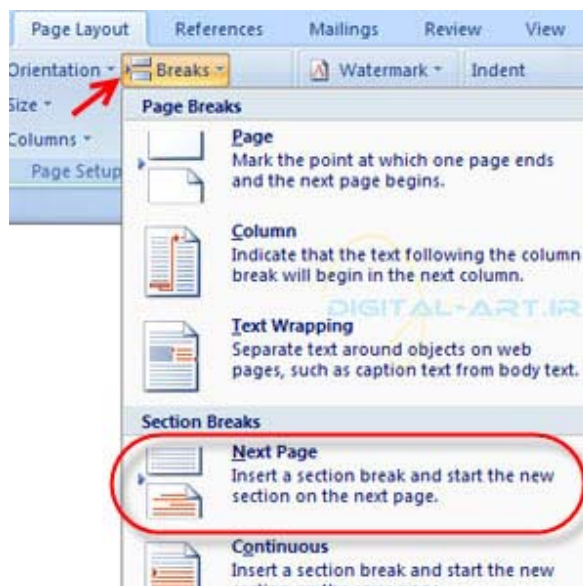 Page Layout References Mailings Review View
Orientation Breaks Watermark Indent
Size
Columns
Page Setup
Page Breaks
Page
Mark the point at which one page ends
and the next page begins.
Column
Indicate that the text following the column
break will begin in the next column.
DIGITAL-ART.IR
Text Wrapping
Separate text around objects on web
pages, such as caption text from body text.
Section Breaks
Next Page
Insert a section break and start the new
section on the next page.
Continuous
Insert a section break and start the new